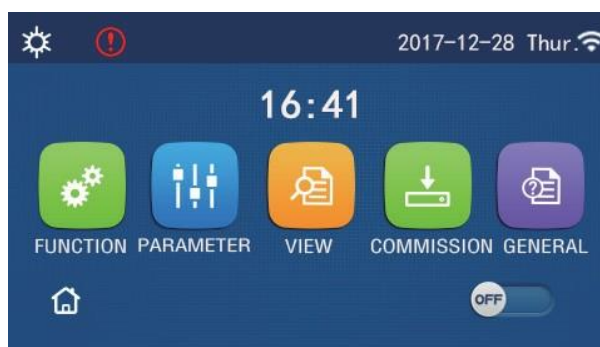 2017-12-28 Thur.
16:41
FUNCTION PARAMETER VIEW COMMISSION GENERAL
OFF